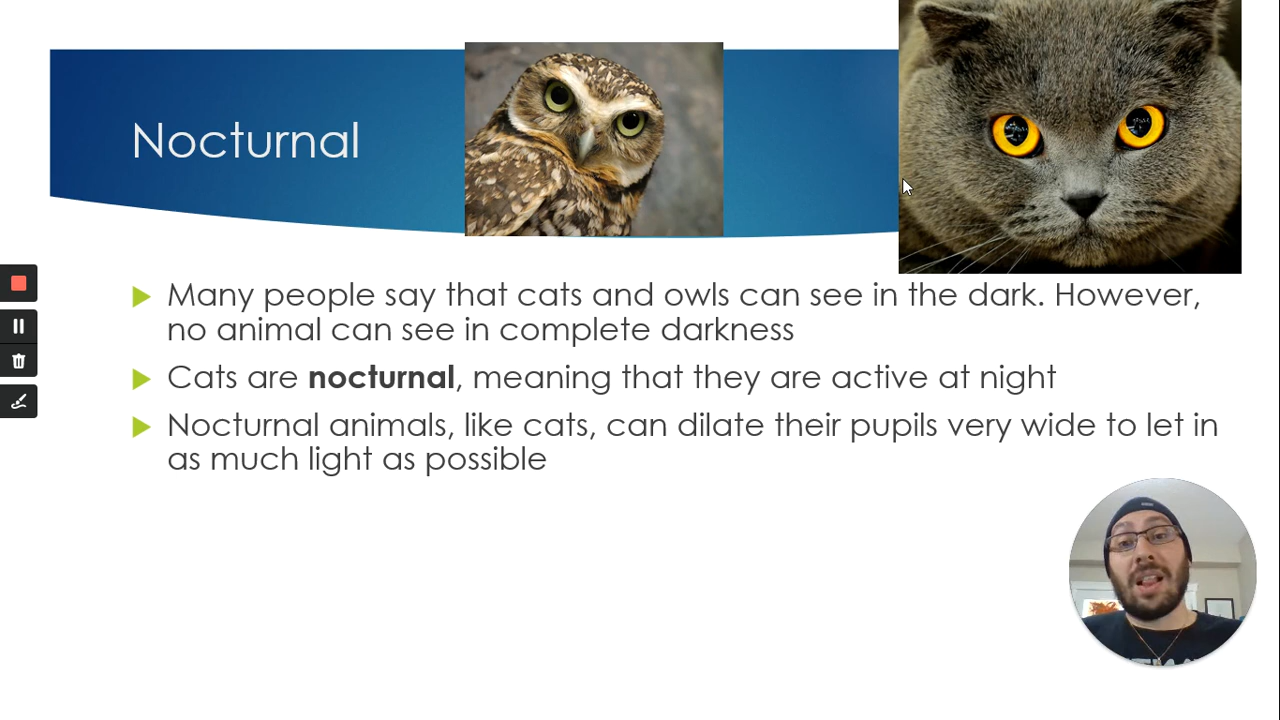 Nocturnal
Many people say that cats and owls can see in the dark. However,
no animal can see in complete darkness
Cats are nocturnal, meaning that they are active at night
Nocturnal animals, like cats, can dilate their pupils very wide to let in
as much light as possible